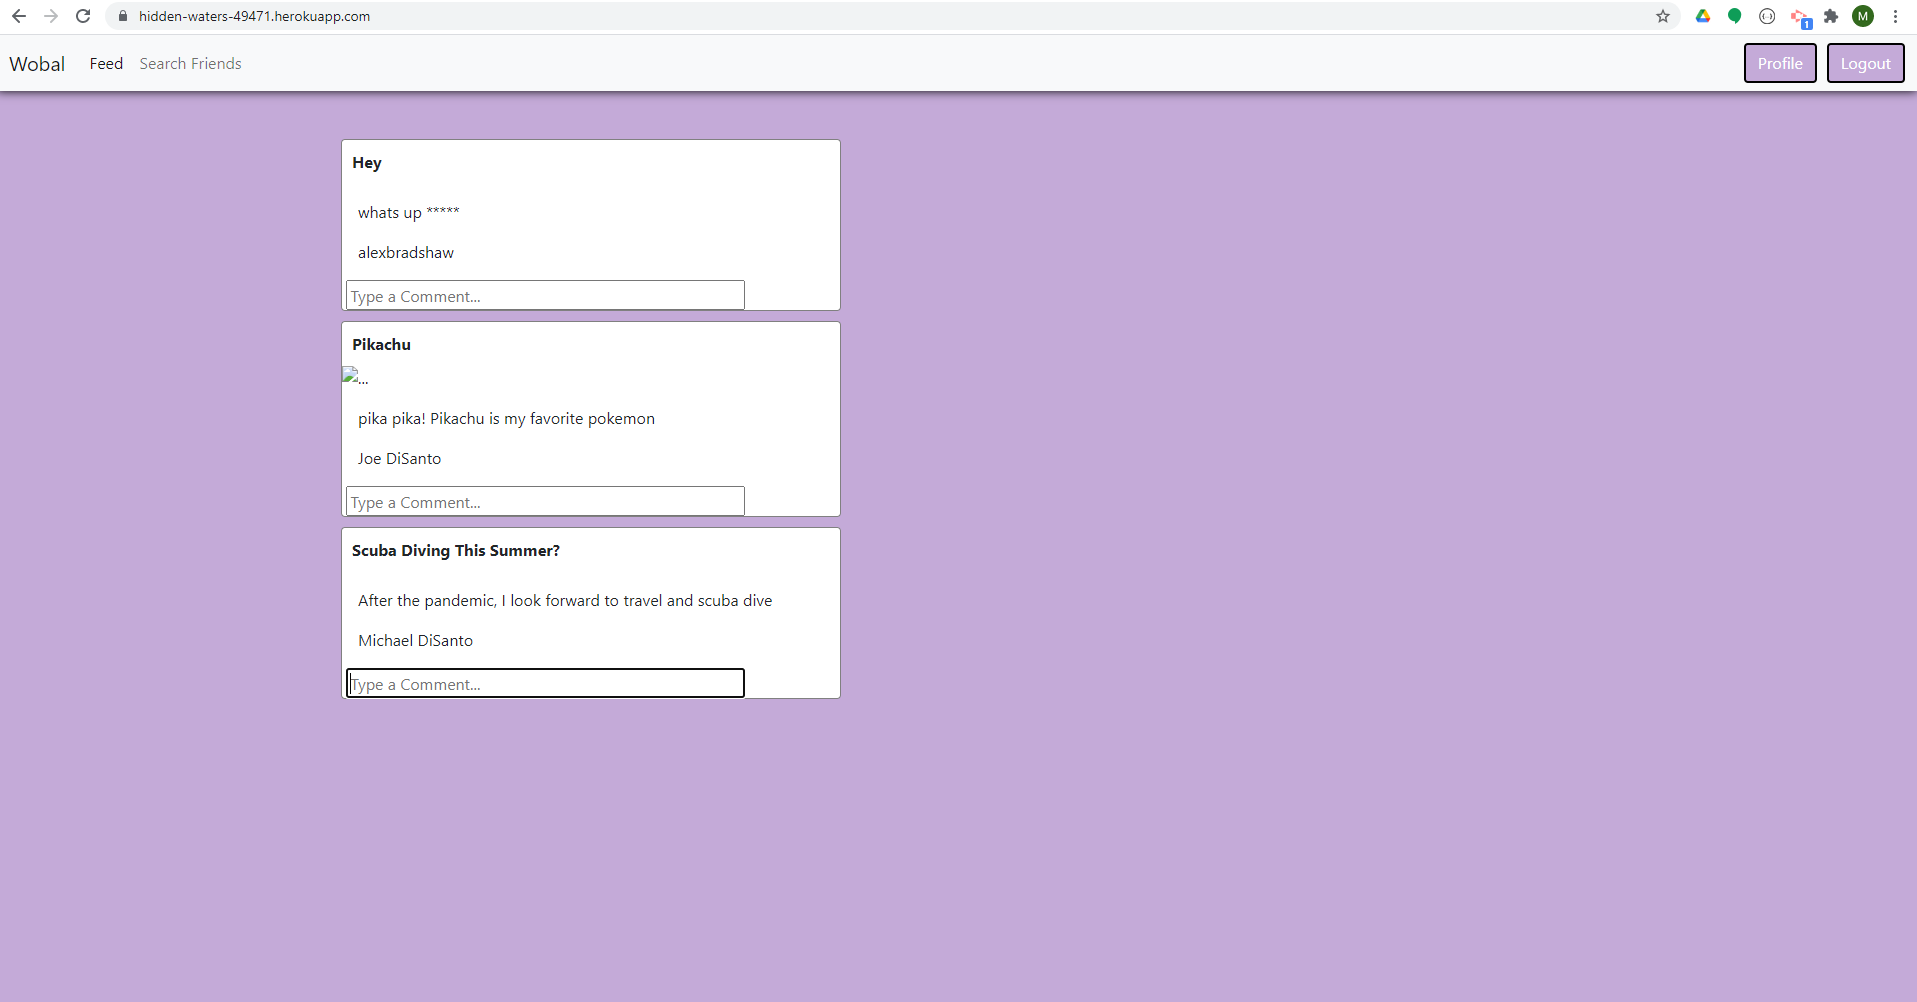 hidden-waters-49471.herokuapp.com
M
1
Wobal Feed Search Friends Profile Logout
Hey
whats up *****
alexbradshaw
Type a Comment...
Pikachu
...
pika pika! Pikachu is my favorite pokemon
Joe DiSanto
Type a Comment...
Scuba Diving This Summer?
After the pandemic, I look forward to travel and scuba dive
Michael DiSanto
Type a Comment...